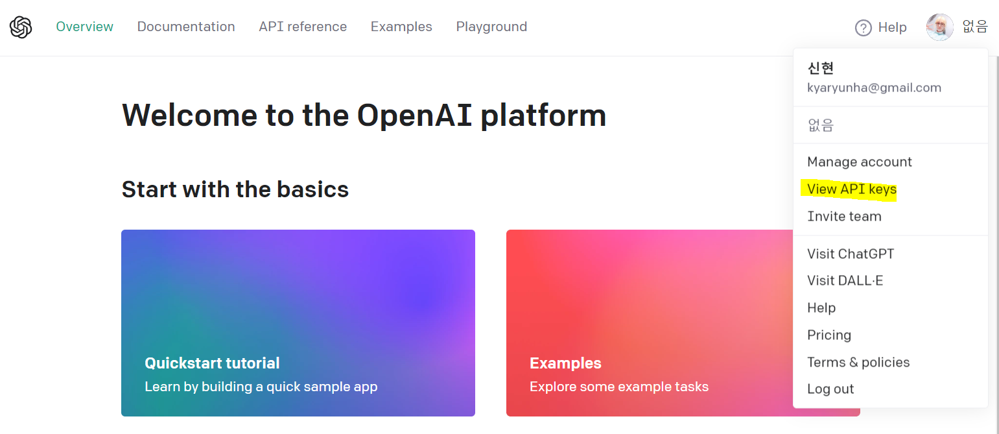 Overview Documentation API reference Examples Playground Help 없음
신현
kyaryunha@gmail.com
없음
Manage account
View API keys
Invite team
Visit ChatGPT
Visit DALL·E
Help
Pricing
Terms & policies
Log out
Welcome to the OpenAI platform
Start with the basics
Quickstart tutorial
Learn by building a quick sample app
Examples
Explore some example tasks